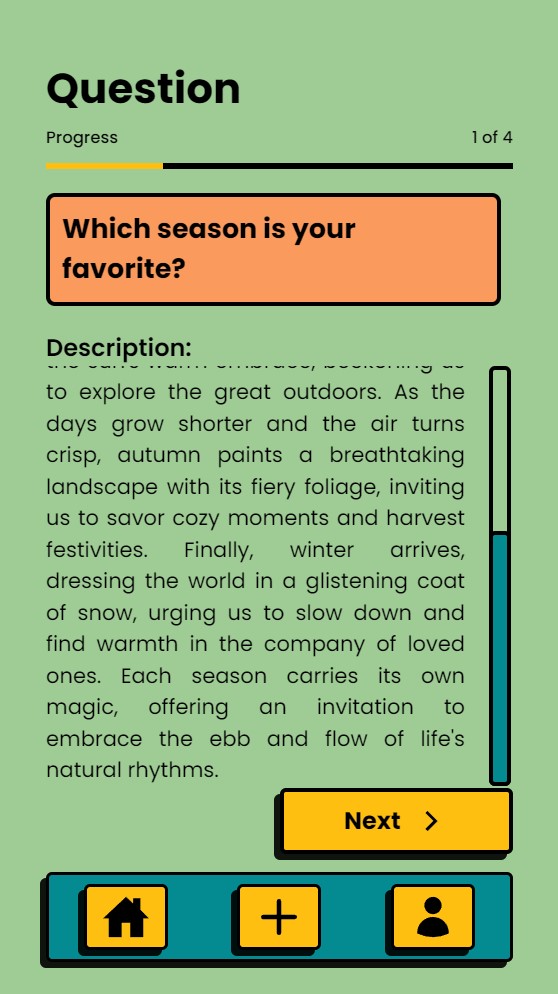 Question
Progress
1 of 4
Which season is your
favorite?
Description:
to explore the great outdoors. As the
days grow shorter and the air turns
crisp, autumn paints a breathtaking
landscape with its fiery foliage, inviting
us to savor cozy moments and harvest
festivities. Finally, winter arrives,
dressing the world in a glistening coat
of snow, urging us to slow down and
find warmth in the company of loved
ones. Each season carries its own
magic, offering an invitation to
embrace the ebb and flow of life's
natural rhythms.
Next